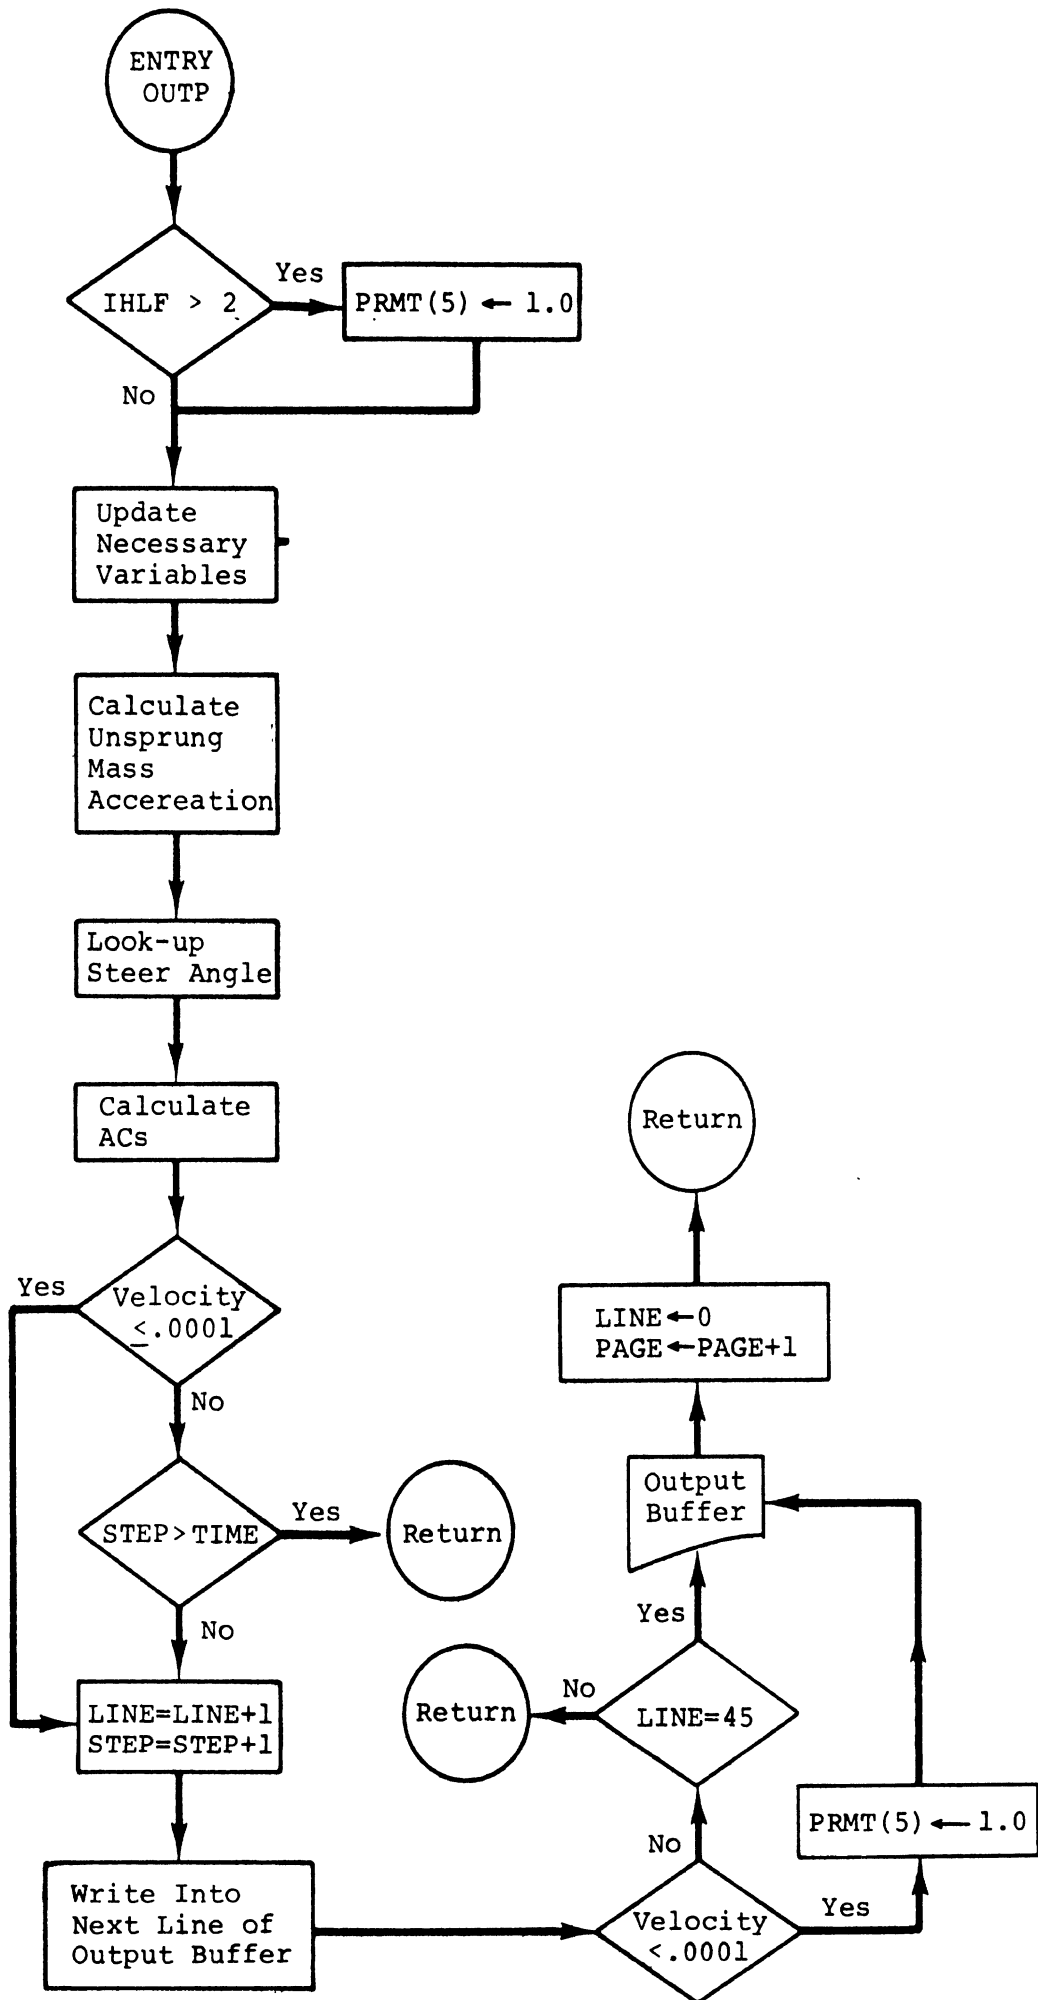 ENTRY
OUTP
IHLF > 2
Yes
PRMT(5) ← 1.0
No
Update
Necessary
Variables
Calculate
Unsprung
Mass
Accereation
Look-up
Steer Angle
Calculate
ACs
Yes
Velocity
≤.0001
No
STEP>TIME
Yes
Return
No
LINE=LINE+1
STEP=STEP+1
Write Into
Next Line of
Output Buffer
Velocity
<.0001
Yes
PRMT(5) ← 1.0
No
LINE=45
No
Return
Yes
Output
Buffer
LINE←0
PAGE←PAGE+1
Return